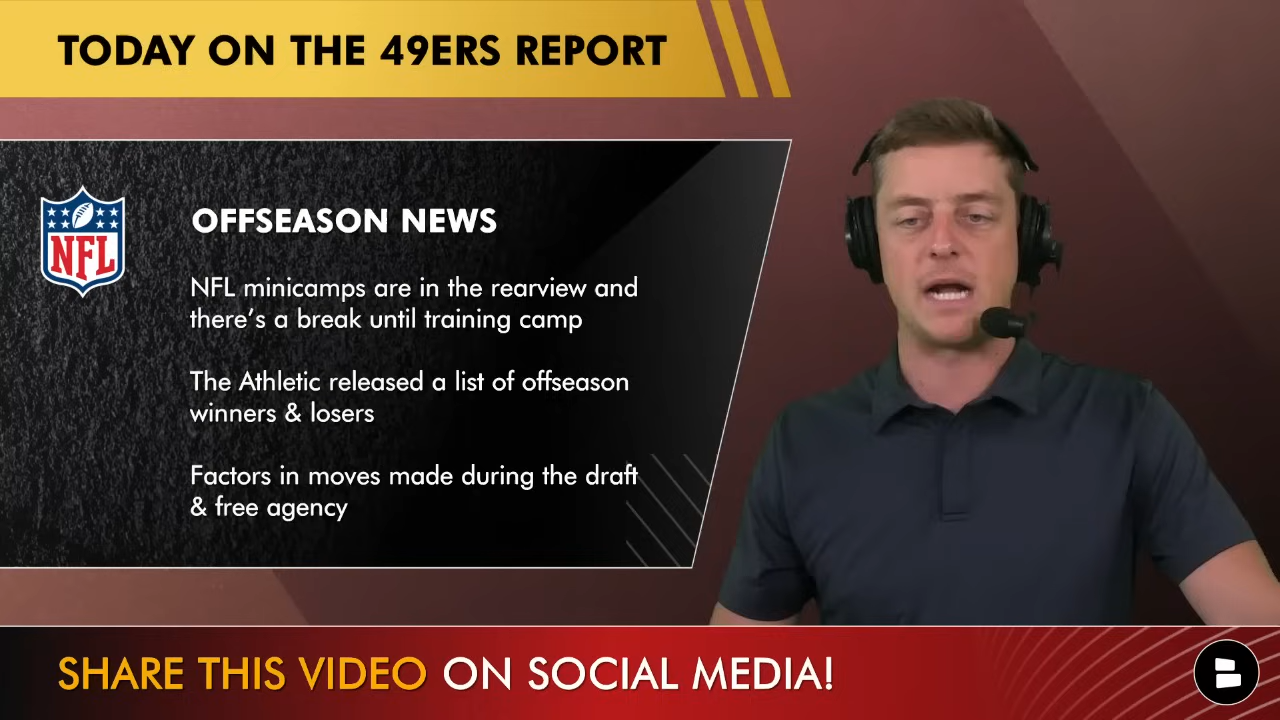 TODAY ON THE 49ERS REPORT
NFL
OFFSEASON NEWS
NFL minicamps are in the rearview and
there's a break until training camp
The Athletic released a list of offseason
winners & losers
Factors in moves made during the draft
& free agency
SHARE THIS VIDEO ON SOCIAL MEDIA!